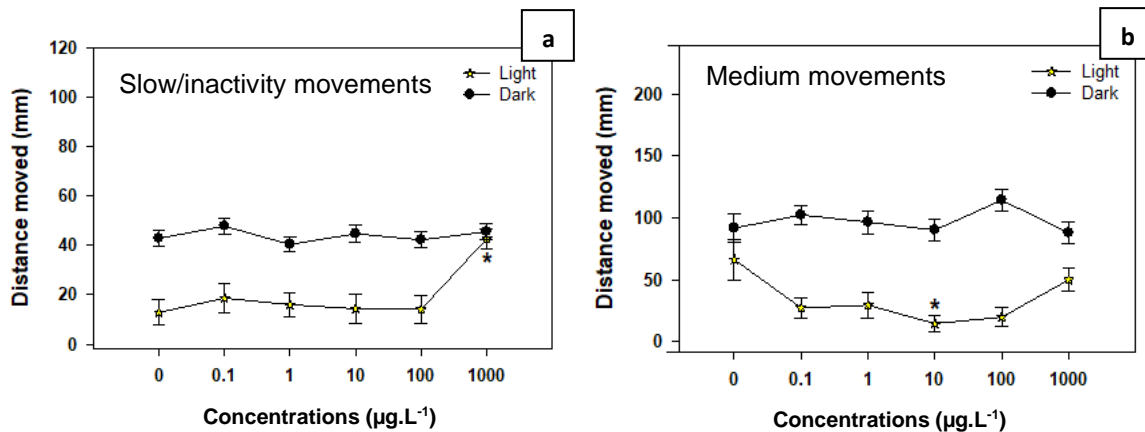 a
Slow/inactivity movements
Light
Dark
Distance moved (mm)
120
100
80
60
40
20
0
*
0 0.1 1 10 100 1000
Concentrations (µg.L⁻¹)
b
Medium movements
Light
Dark
Distance moved (mm)
200
150
100
50
0
*
0 0.1 1 10 100 1000
Concentrations (µg.L⁻¹)